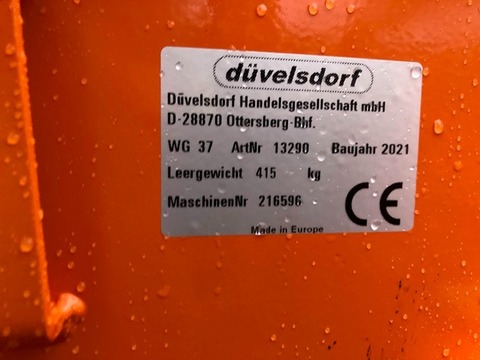 düvelsdorf
Düvelsdorf Handelsgesellschaft mbH
D-28870 Ottersberg-Bhf.
WG 37 ArtNr 13290 Baujahr 2021
Leergewicht 415 kg
MaschinenNr 216596
CE
Made in Europe